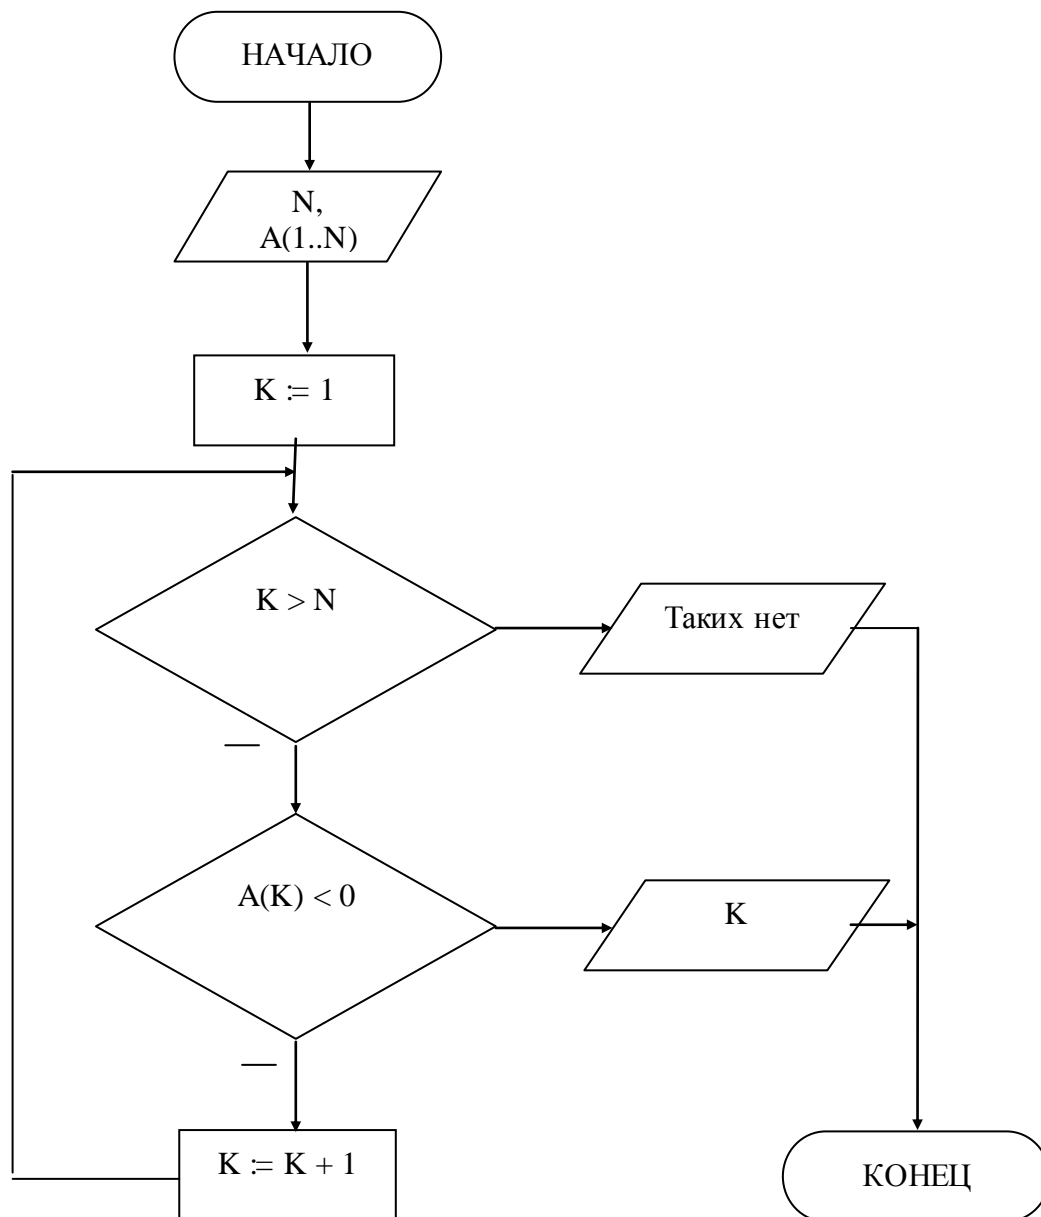 НАЧАЛО
N,
A(1..N)
K := 1
K > N
Таких нет
—
A(K) < 0
K
—
K := K + 1
КОНЕЦ